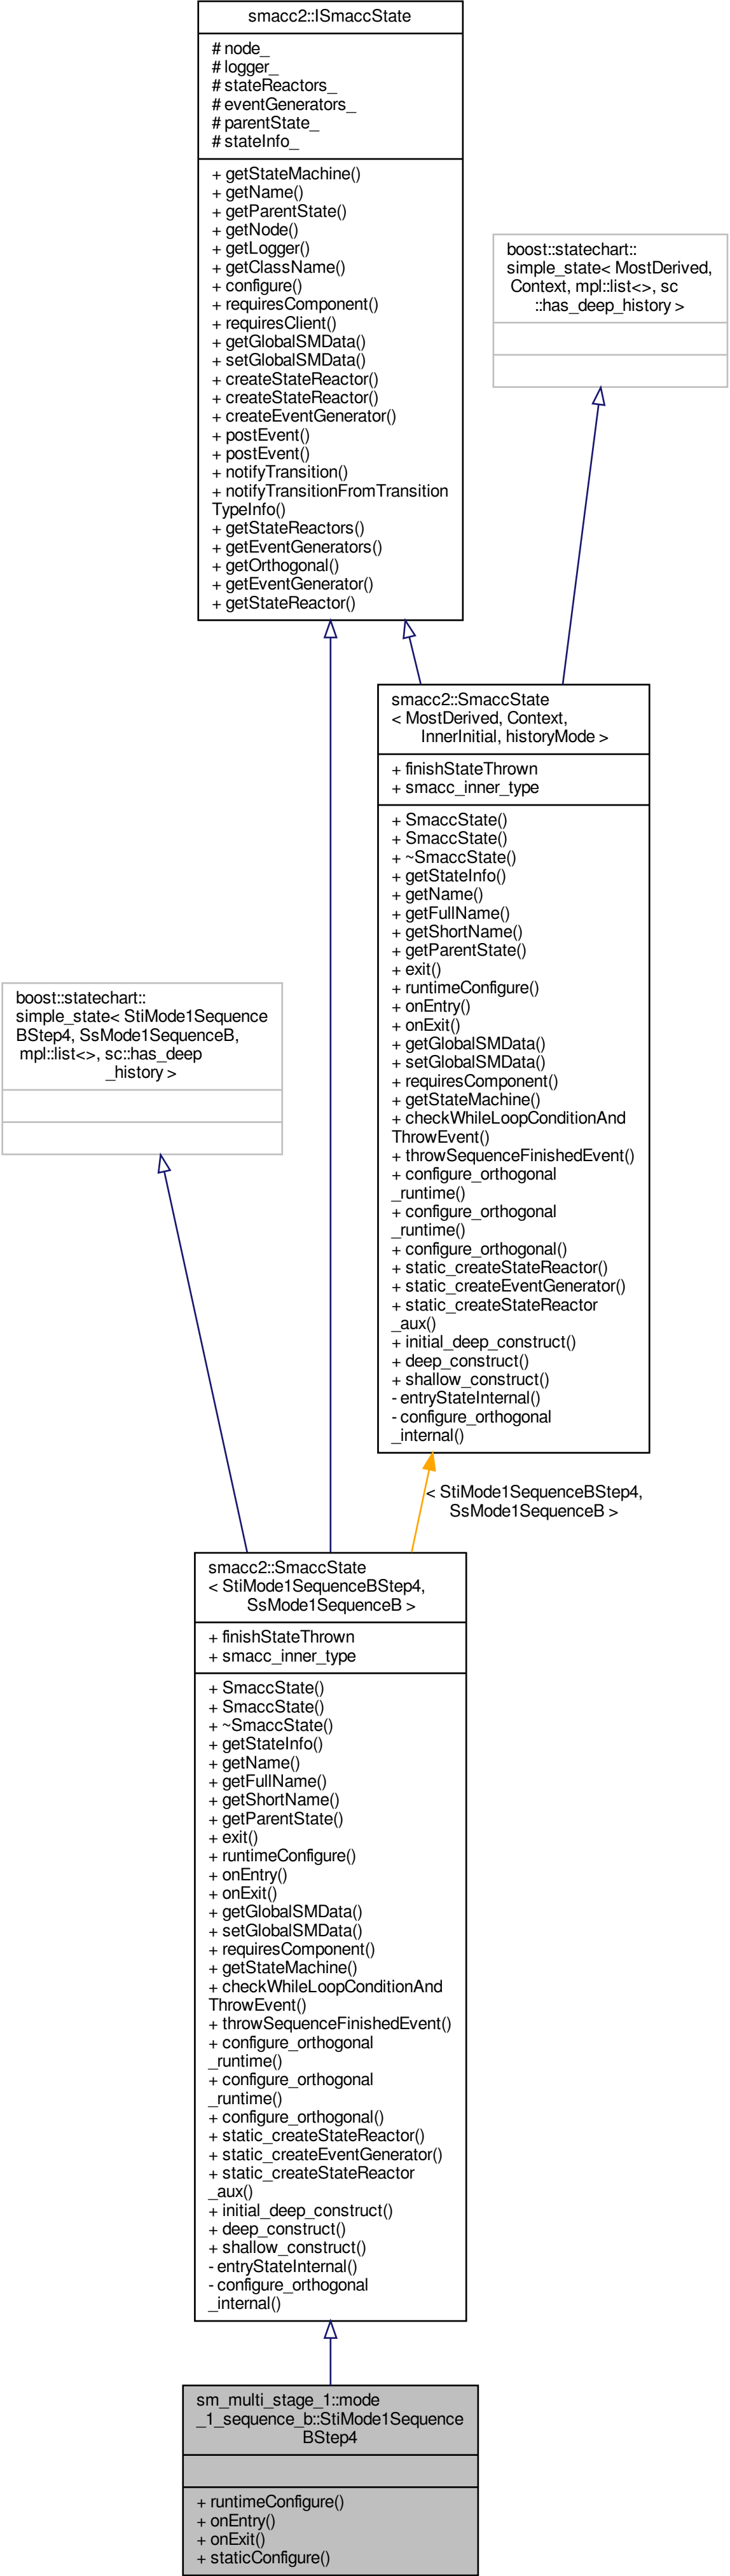 smacc2::ISmaccState
# node_
# logger_
# stateReactors_
# eventGenerators_
# parentState_
# stateInfo_
+ getStateMachine()
+ getName()
+ getParentState()
+ getNode()
+ getLogger()
+ getClassName()
+ configure()
+ requiresComponent()
+ requiresClient()
+ getGlobalSMData()
+ setGlobalSMData()
+ createStateReactor()
+ createStateReactor()
+ createEventGenerator()
+ postEvent()
+ postEvent()
+ notifyTransition()
+ notifyTransitionFromTransition
TypeInfo()
+ getStateReactors()
+ getEventGenerators()
+ getOrthogonal()
+ getEventGenerator()
+ getStateReactor()
boost::statechart::
simple_state< MostDerived,
Context, mpl::list<>, sc
::has_deep_history >
smacc2::SmaccState
< MostDerived, Context,
InnerInitial, historyMode >
+ finishStateThrown
+ smacc_inner_type
+ SmaccState()
+ SmaccState()
+ ~SmaccState()
+ getStateInfo()
+ getName()
+ getFullName()
+ getShortName()
+ getParentState()
+ exit()
+ runtimeConfigure()
+ onEntry()
+ onExit()
+ getGlobalSMData()
+ setGlobalSMData()
+ requiresComponent()
+ getStateMachine()
+ checkWhileLoopConditionAnd
ThrowEvent()
+ throwSequenceFinishedEvent()
+ configure_orthogonal
_runtime()
+ configure_orthogonal
_runtime()
+ configure_orthogonal()
+ static_createStateReactor()
+ static_createEventGenerator()
+ static_createStateReactor
_aux()
+ initial_deep_construct()
+ deep_construct()
+ shallow_construct()
- entryStateInternal()
- configure_orthogonal
_internal()
boost::statechart::
simple_state< StiMode1Sequence
BStep4, SsMode1SequenceB,
mpl::list<>, sc::has_deep
_history >
< StiMode1SequenceBStep4,
SsMode1SequenceB >
smacc2::SmaccState
< StiMode1SequenceBStep4,
SsMode1SequenceB >
+ finishStateThrown
+ smacc_inner_type
+ SmaccState()
+ SmaccState()
+ ~SmaccState()
+ getStateInfo()
+ getName()
+ getFullName()
+ getShortName()
+ getParentState()
+ exit()
+ runtimeConfigure()
+ onEntry()
+ onExit()
+ getGlobalSMData()
+ setGlobalSMData()
+ requiresComponent()
+ getStateMachine()
+ checkWhileLoopConditionAnd
ThrowEvent()
+ throwSequenceFinishedEvent()
+ configure_orthogonal
_runtime()
+ configure_orthogonal
_runtime()
+ configure_orthogonal()
+ static_createStateReactor()
+ static_createEventGenerator()
+ static_createStateReactor
_aux()
+ initial_deep_construct()
+ deep_construct()
+ shallow_construct()
- entryStateInternal()
- configure_orthogonal
_internal()
sm_multi_stage_1::mode
_1_sequence_b::StiMode1Sequence
BStep4
+ runtimeConfigure()
+ onEntry()
+ onExit()
+ staticConfigure()